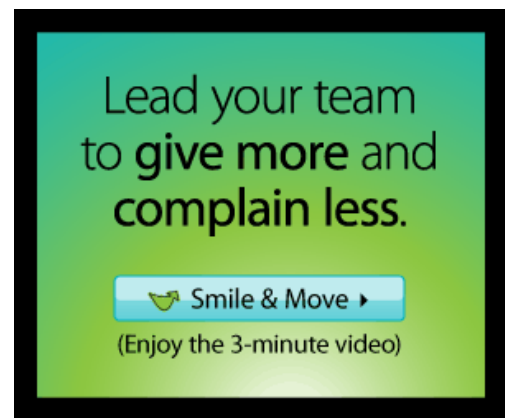 Lead your team
to give more and
complain less.
Smile & Move
(Enjoy the 3-minute video)